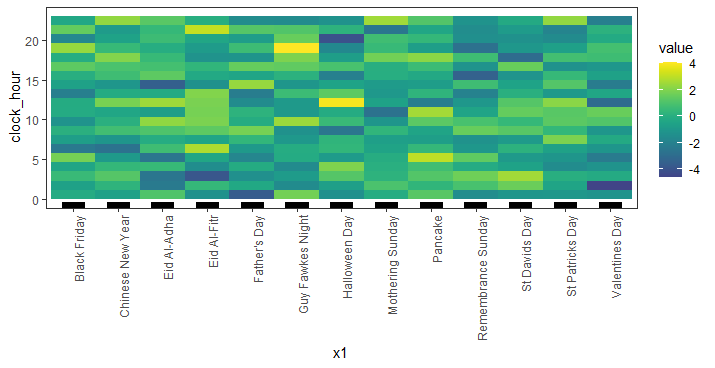 value
clock_hour
20
15
10
5
0
4
2
0
-2
-4
Black Friday
Chinese New Year
Eid Al-Adha
Eid Al-Fitr
Father's Day
Guy Fawkes Night
Halloween Day
Mothering Sunday
Pancake
Remembrance Sunday
St Davids Day
St Patricks Day
Valentines Day
x1